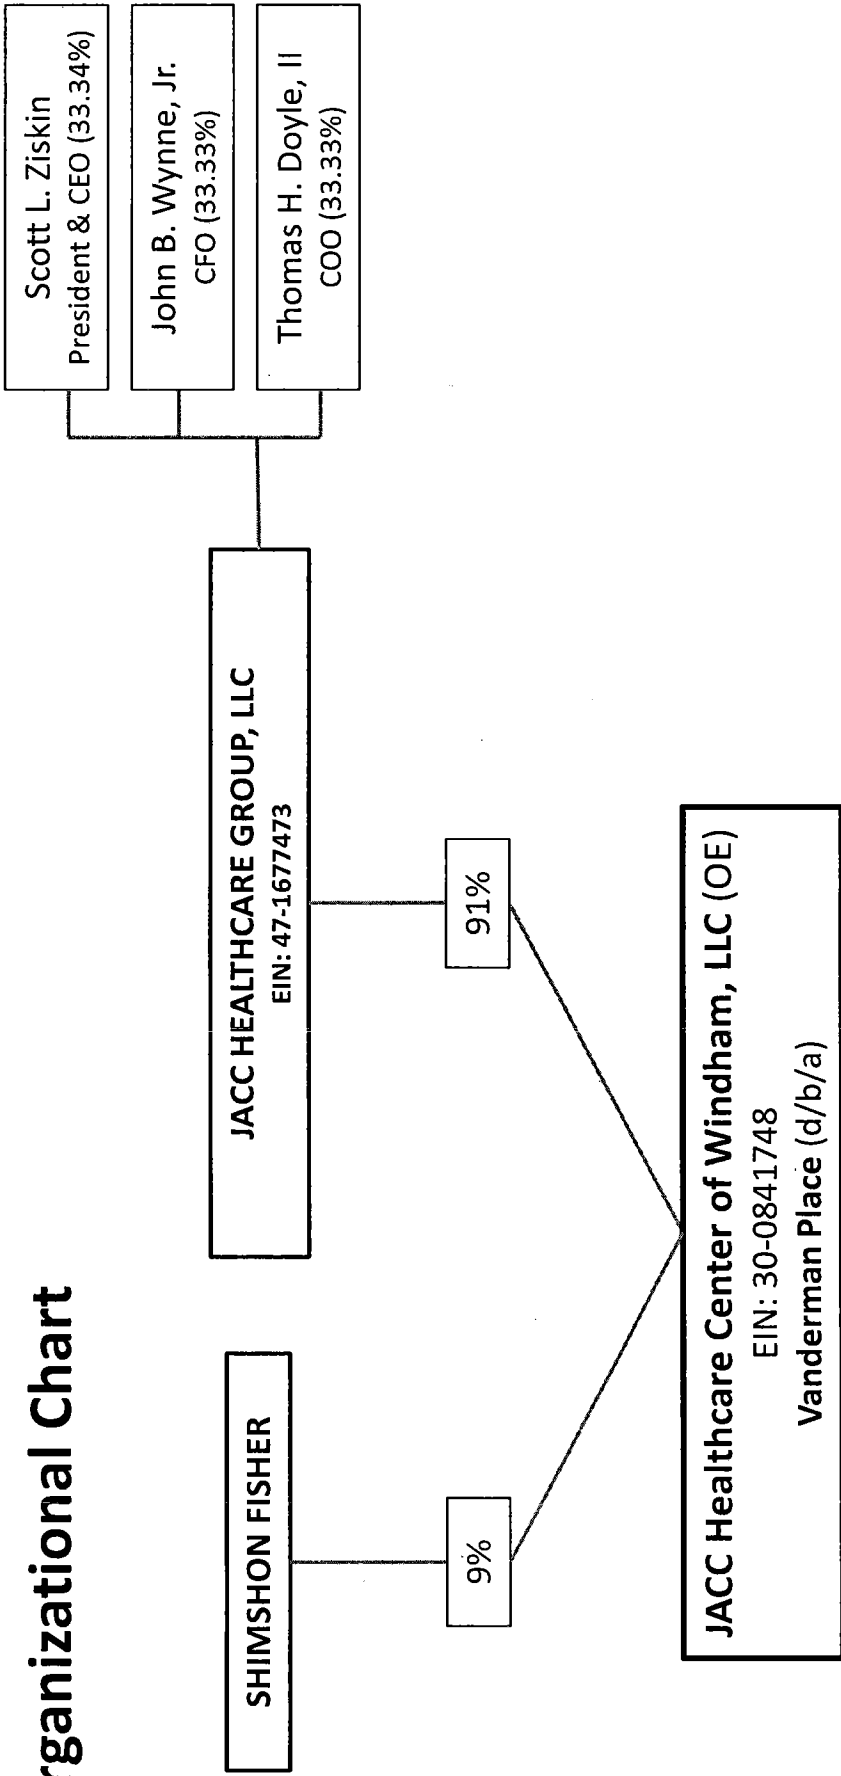 rganizational Chart
SHIMSHON FISHER
JACC HEALTHCARE GROUP, LLC
EIN: 47-1677473
Scott L. Ziskin
President & CEO (33.34%)
John B. Wynne, Jr.
CFO (33.33%)
Thomas H. Doyle, II
COO (33.33%)
9%
91%
JACC Healthcare Center of Windham, LLC (OE)
EIN: 30-0841748
Vanderman Place (d/b/a)